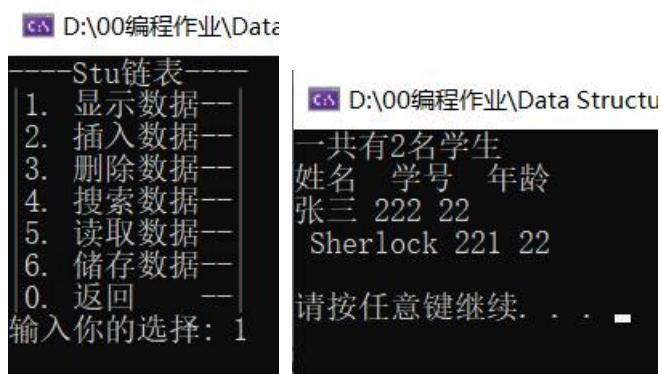 D:\00编程作业\Data
----Stu链表----
|1. 显示数据--|
|2. 插入数据--|
|3. 删除数据--|
|4. 搜索数据--|
|5. 读取数据--|
|6. 储存数据--|
|0. 返回    --|
输入你的选择: 1
D:\00编程作业\Data Structu
一共有2名学生
姓名  学号  年龄
张三 222 22
 Sherlock 221 22
请按任意键继续. . .